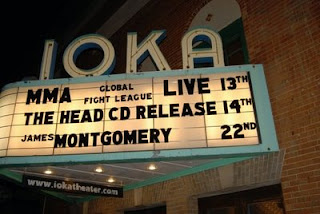 IOKA
MMA GLOBAL FIGHT LEAGUE LIVE 13TH
THE HEAD CD RELEASE 14TH
JAMES MONTGOMERY 22ND
www.iokatheater.com